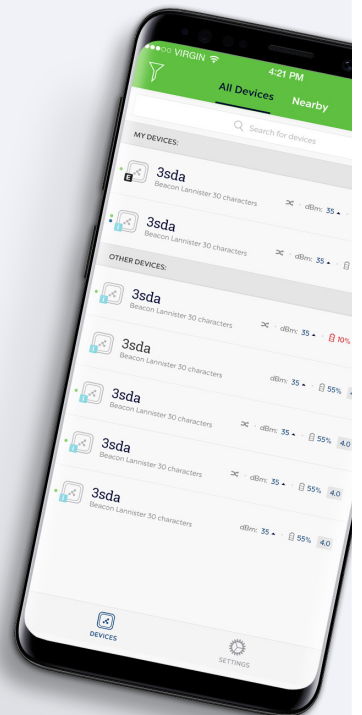 VIRGIN 4:21 PM
All Devices Nearby
Search for devices
MY DEVICES:
3sda
Beacon Lannister 30 characters dBm: 35
E
3sda
Beacon Lannister 30 characters dBm: 35
i
OTHER DEVICES:
3sda
Beacon Lannister 30 characters dBm: 35 10%
i
3sda
Beacon Lannister 30 characters dBm: 35 55%
i
3sda
Beacon Lannister 30 characters dBm: 35 55% 4.0
i
3sda
Beacon Lannister 30 characters dBm: 35 55% 4.0
i
3sda
Beacon Lannister 30 characters dBm: 35 55% 4.0
i
DEVICES SETTINGS